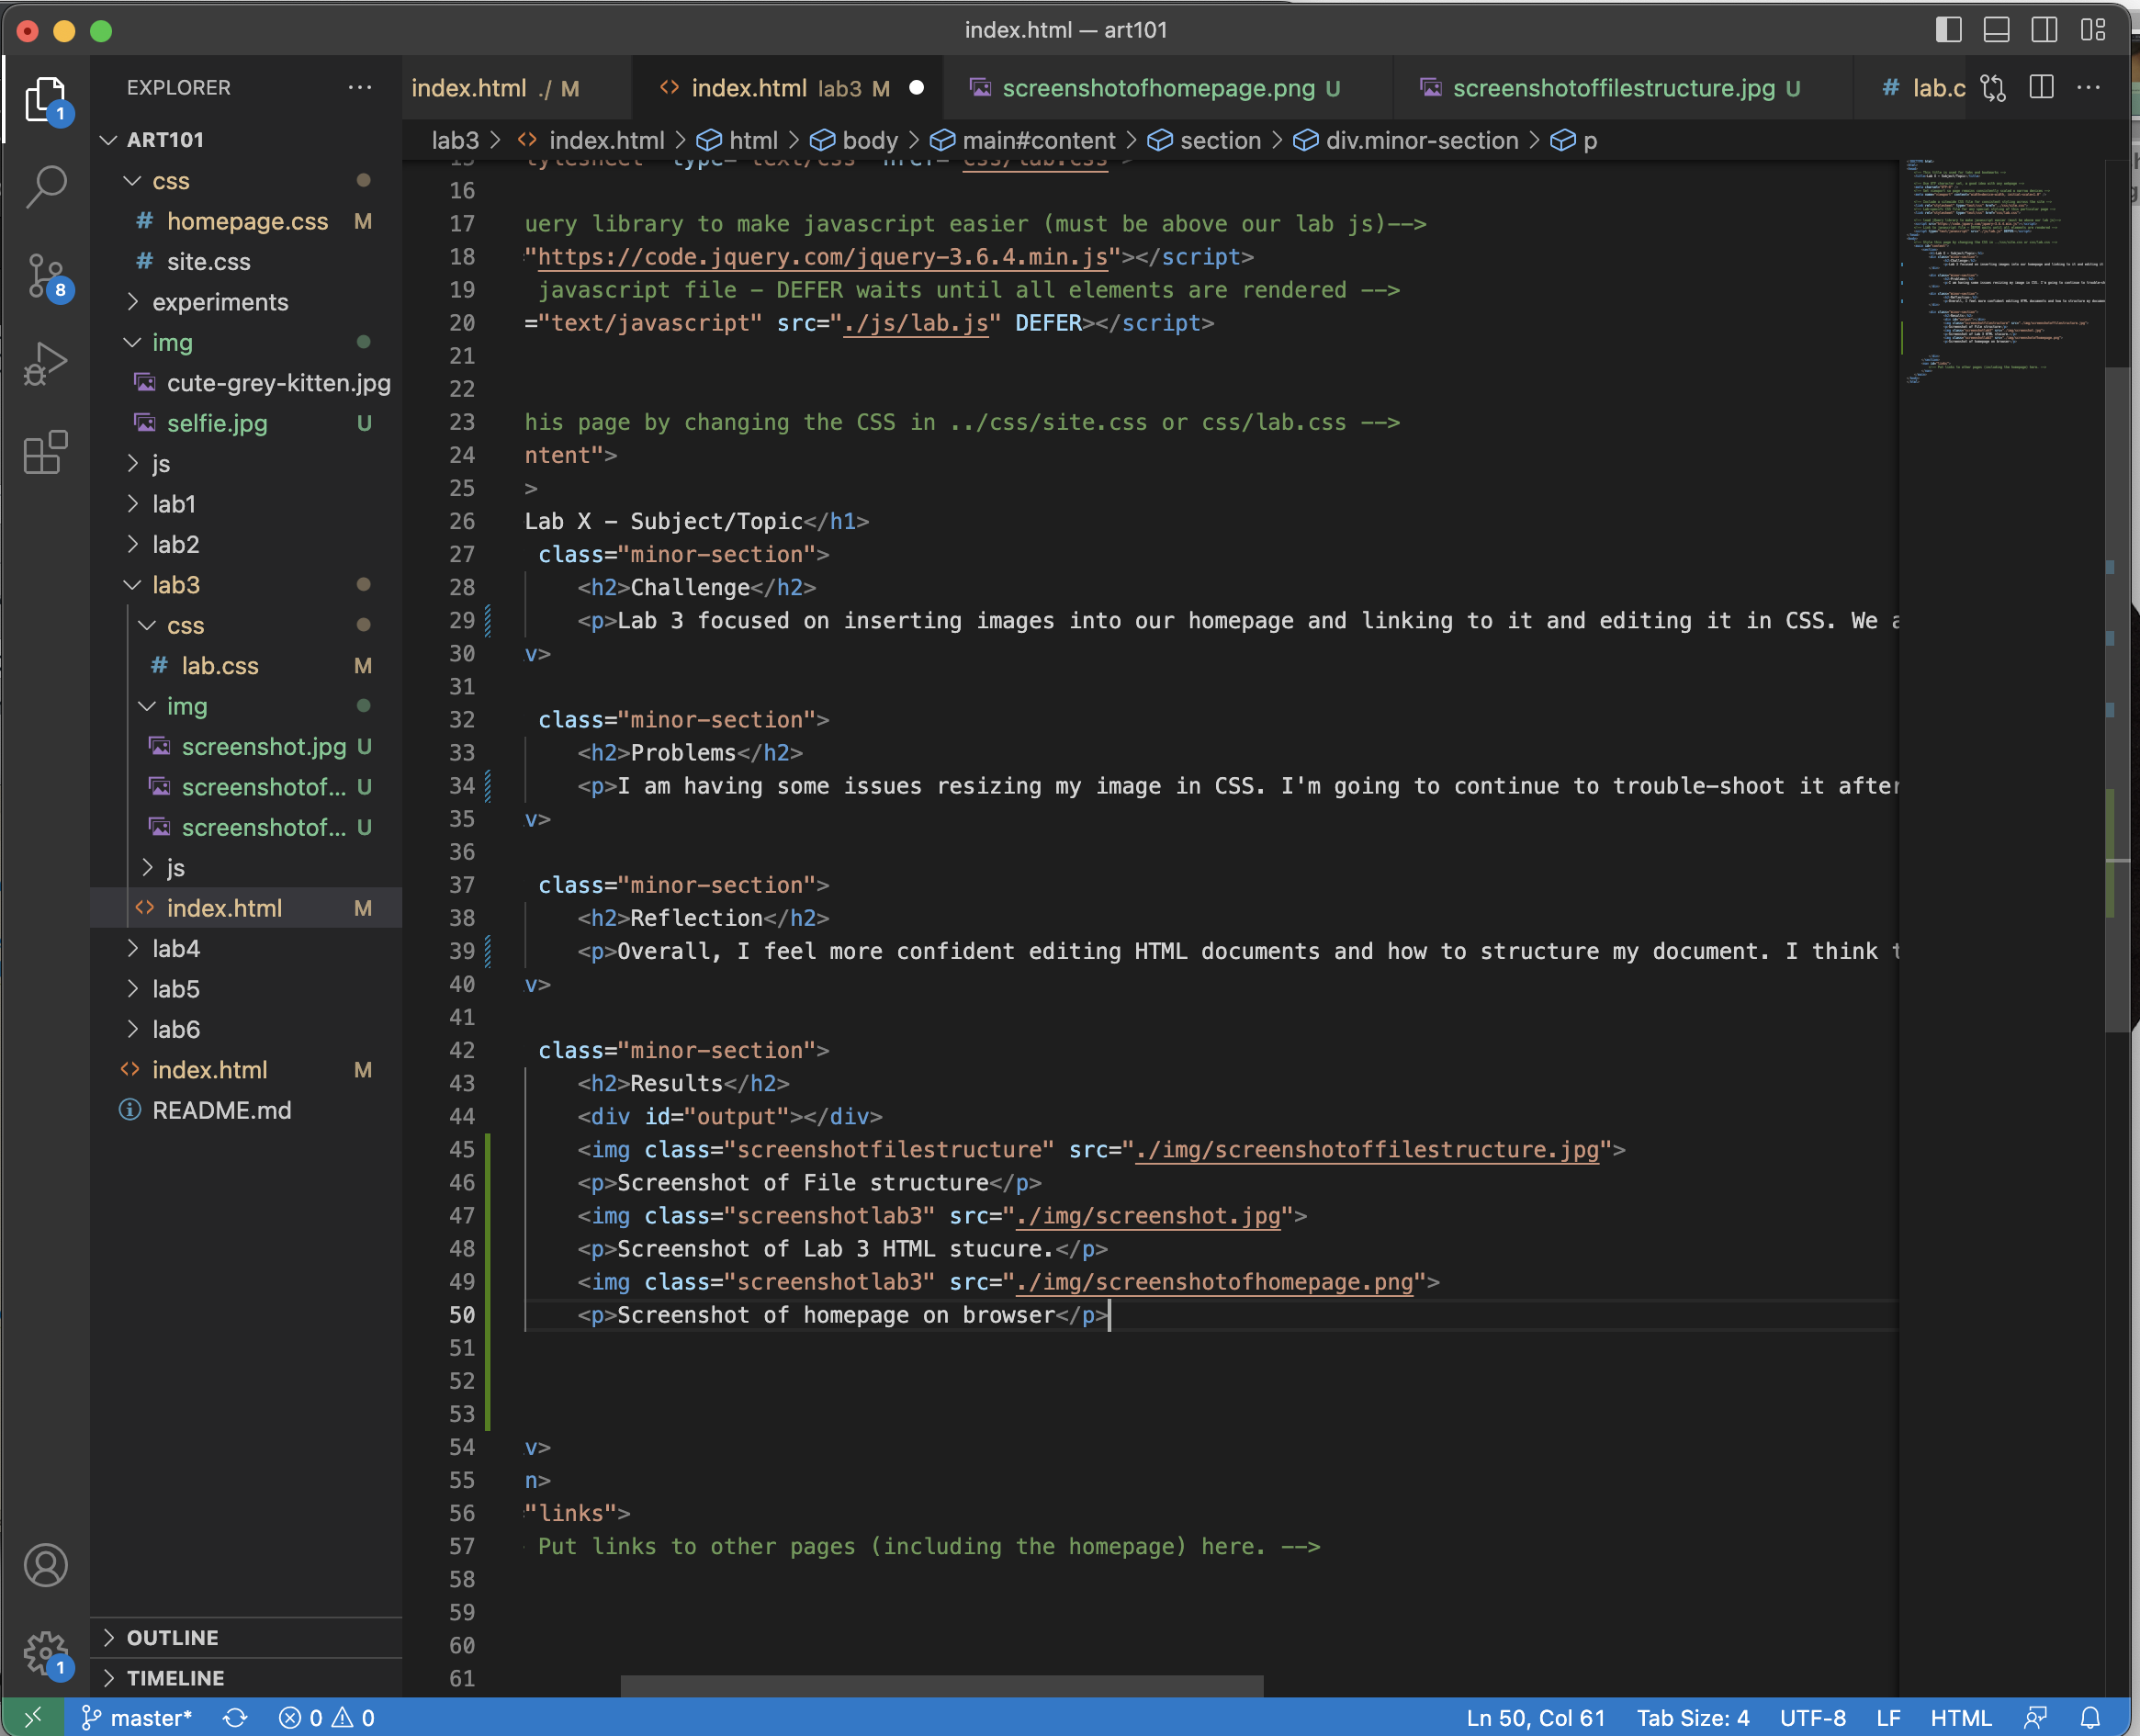 index.html — art101
EXPLORER
index.html ./ M
index.html lab3 M
screenshotofhomepage.png U
screenshotoffilestructure.jpg U
# lab.c
lab3 > index.html > html > body > main#content > section > div.minor-section > p
ART101
css
# homepage.css M
# site.css
experiments
img
cute-grey-kitten.jpg
selfie.jpg U
js
lab1
lab2
lab3
css
# lab.css M
img
screenshot.jpg U
screenshotof... U
screenshotof... U
js
index.html M
lab4
lab5
lab6
index.html M
README.md
OUTLINE
TIMELINE
1
8
1
15 tylesheet" type="text/css" href="css/lab.css">
16
17 uery library to make javascript easier (must be above our lab js)-->
18 "https://code.jquery.com/jquery-3.6.4.min.js"></script>
19 javascript file - DEFER waits until all elements are rendered -->
20 ="text/javascript" src="./js/lab.js" DEFER></script>
21
22
23 his page by changing the CSS in ../css/site.css or css/lab.css -->
24 ntent">
25 >
26 Lab X - Subject/Topic</h1>
27 class="minor-section">
28 <h2>Challenge</h2>
29 <p>Lab 3 focused on inserting images into our homepage and linking to it and editing it in CSS. We a
30 v>
31
32 class="minor-section">
33 <h2>Problems</h2>
34 <p>I am having some issues resizing my image in CSS. I'm going to continue to trouble-shoot it after
35 v>
36
37 class="minor-section">
38 <h2>Reflection</h2>
39 <p>Overall, I feel more confident editing HTML documents and how to structure my document. I think t
40 v>
41
42 class="minor-section">
43 <h2>Results</h2>
44 <div id="output"></div>
45 <img class="screenshotfilestructure" src="./img/screenshotoffilestructure.jpg">
46 <p>Screenshot of File structure</p>
47 <img class="screenshotlab3" src="./img/screenshot.jpg">
48 <p>Screenshot of Lab 3 HTML stucure.</p>
49 <img class="screenshotlab3" src="./img/screenshotofhomepage.png">
50 <p>Screenshot of homepage on browser</p>
51
52
53
54 v>
55 n>
56 "links">
57 Put links to other pages (including the homepage) here. -->
58
59
60
61
master* 0 0
Ln 50, Col 61 Tab Size: 4 UTF-8 LF HTML